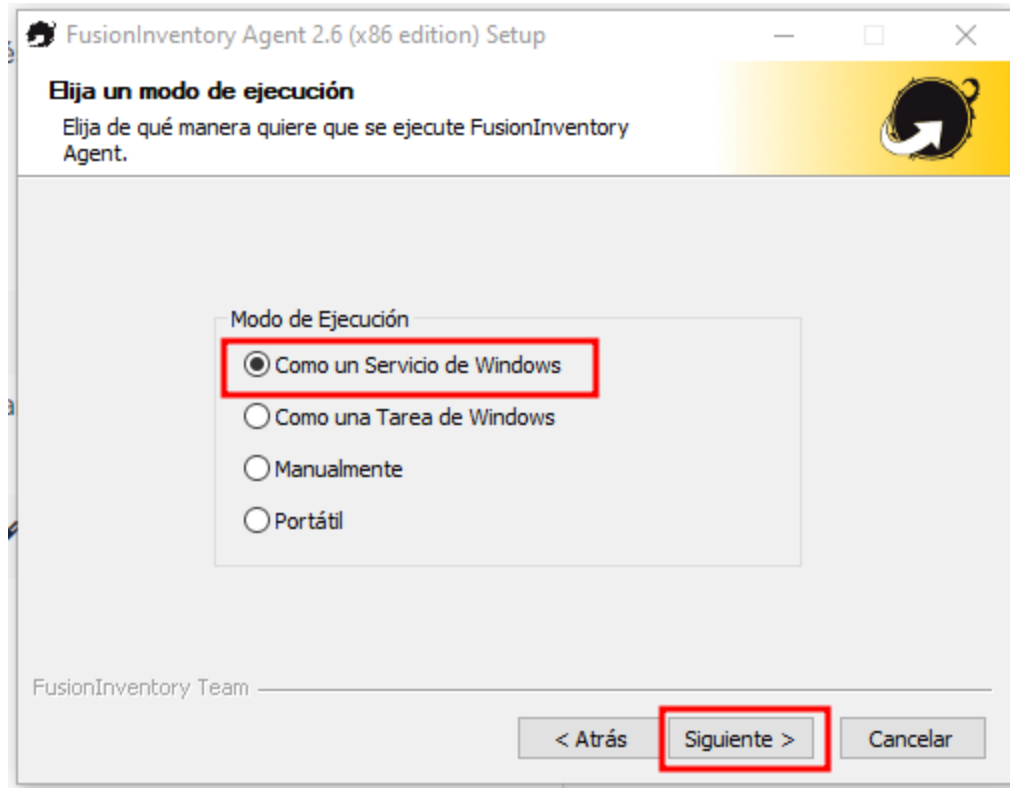 FusionInventory Agent 2.6 (x86 edition) Setup
Elija un modo de ejecución
Elija de qué manera quiere que se ejecute FusionInventory
Agent.
Modo de Ejecución
Como un Servicio de Windows
Como una Tarea de Windows
Manualmente
Portátil
FusionInventory Team
< Atrás
Siguiente >
Cancelar